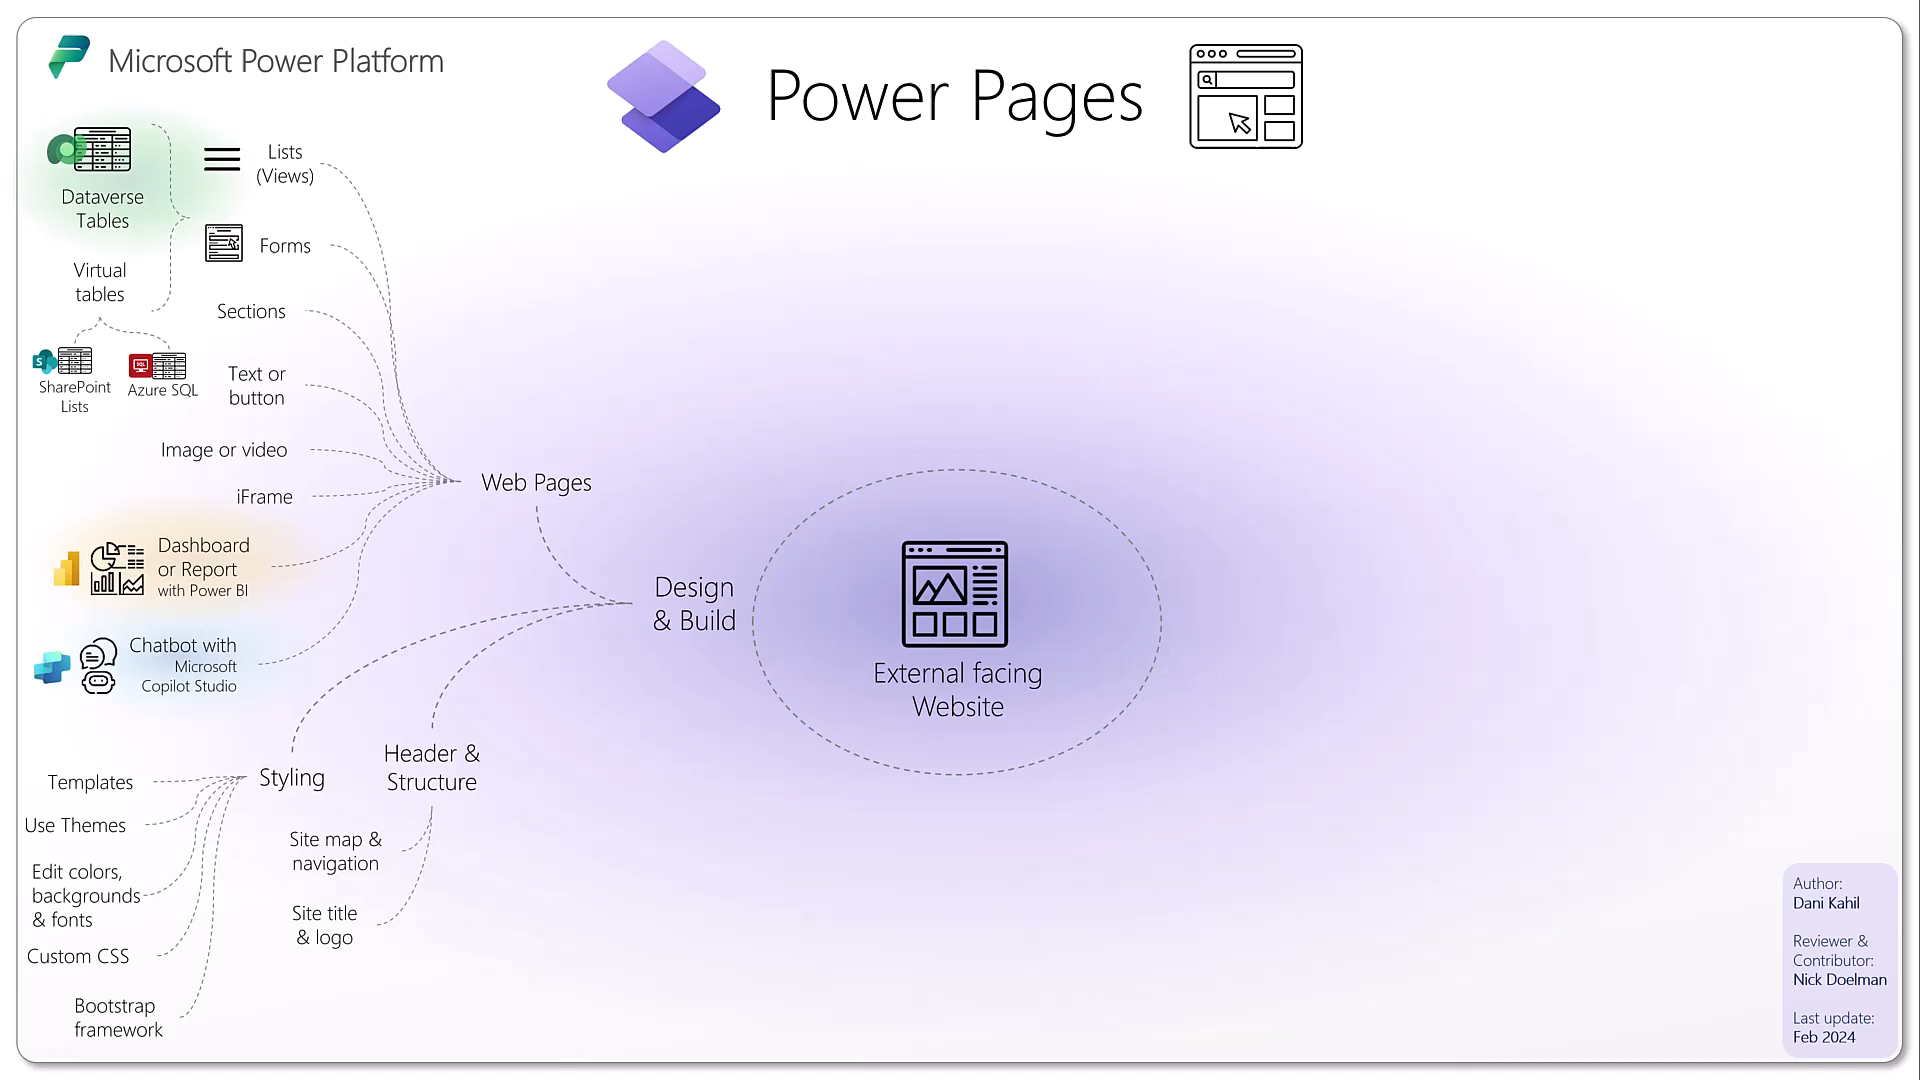 Microsoft Power Platform
Power Pages
Dataverse
Tables
Lists
(Views)
Forms
Virtual
tables
Sections
SharePoint
Lists
SQL
Azure SQL
Text or
button
Image or video
iFrame
Dashboard
or Report
with Power BI
Chatbot with
Microsoft
Copilot Studio
Web Pages
Design
& Build
External facing
Website
Header &
Structure
Styling
Templates
Use Themes
Edit colors,
backgrounds
& fonts
Custom CSS
Bootstrap
framework
Site map &
navigation
Site title
& logo
Author:
Dani Kahil
Reviewer &
Contributor:
Nick Doelman
Last update:
Feb 2024